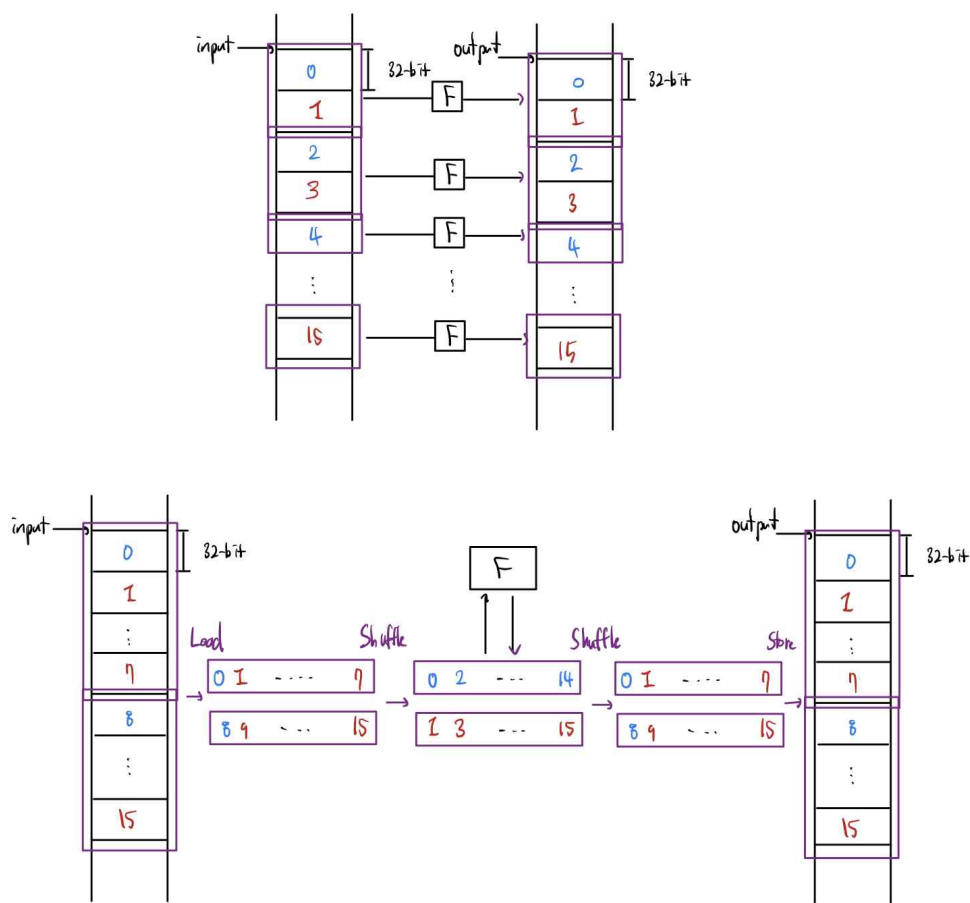 input
output
32-bit
32-bit
0
0
1
F
1
2
2
3
F
3
4
F
4
⋮
⋮
⋮
15
F
15
input
output
32-bit
32-bit
F
0
0
1
1
⋮
⋮
Load
Shuffle
Shuffle
Store
7
0 1 ---- 7
0 2 --- 14
0 1 ---- 7
7
8
8 9 --- 15
1 3 --- 15
8 9 --- 15
8
⋮
⋮
15
15